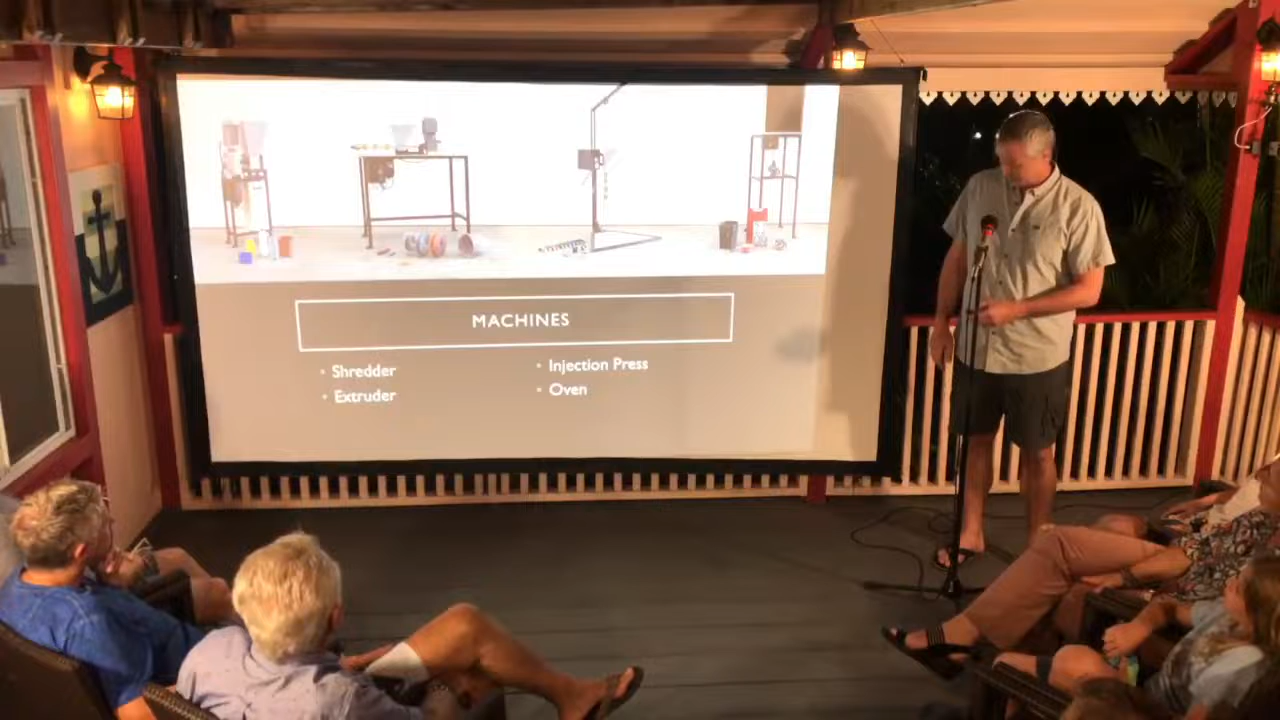 MACHINES
• Shredder
• Extruder
• Injection Press
• Oven